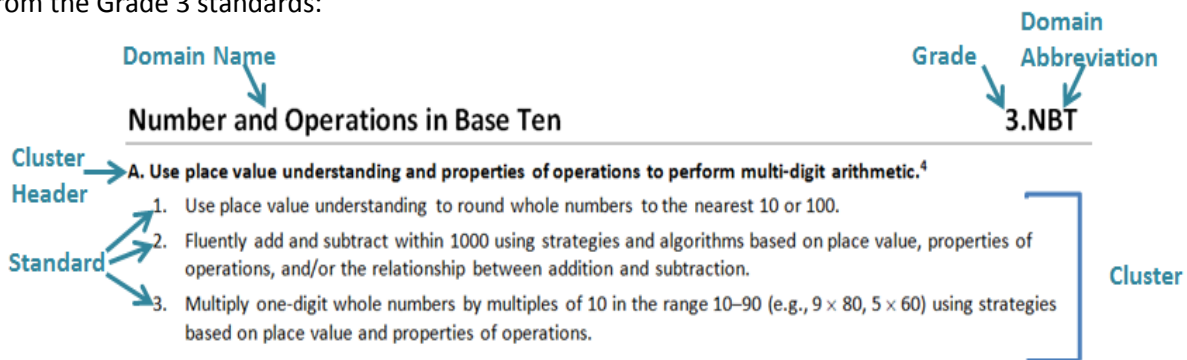 from the Grade 3 standards:
Domain
Domain Name
Grade
Abbreviation
Number and Operations in Base Ten
3.NBT
Cluster
Header
A. Use place value understanding and properties of operations to perform multi-digit arithmetic.4
1. Use place value understanding to round whole numbers to the nearest 10 or 100.
2. Fluently add and subtract within 1000 using strategies and algorithms based on place value, properties of
operations, and/or the relationship between addition and subtraction.
Standard
3. Multiply one-digit whole numbers by multiples of 10 in the range 10–90 (e.g., 9 × 80, 5 × 60) using strategies
based on place value and properties of operations.
Cluster